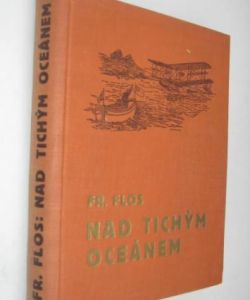 FR. FLOS: NAD TICHÝM OCEÁNEM
FR. FLOS
NAD TICHÝM
OCEÁNEM